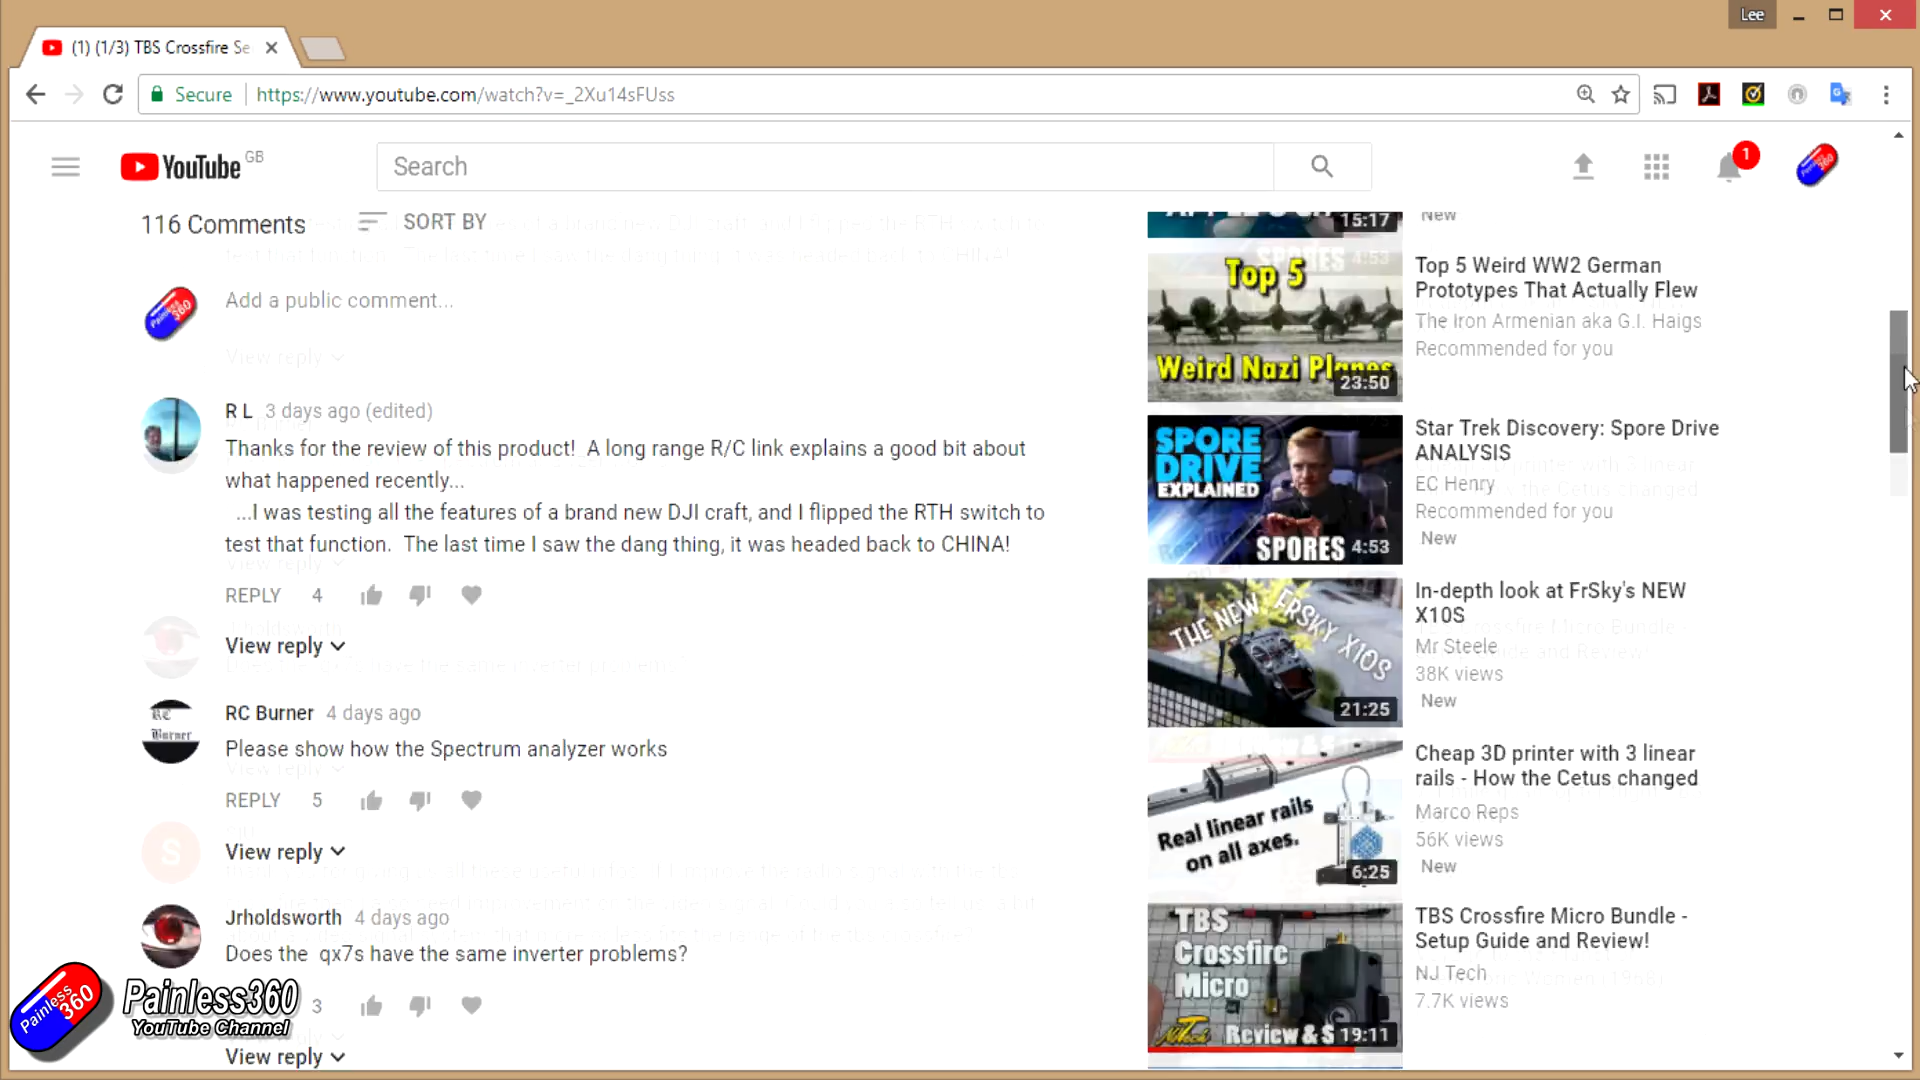 Lee
(1) (1/3) TBS Crossfire Se
Secure
https://www.youtube.com/watch?v=_2Xu14sFUss
YouTube GB
Search
1
116 Comments
SORT BY
Add a public comment...
View reply
R L 3 days ago (edited)
Thanks for the review of this product! A long range R/C link explains a good bit about
what happened recently...
...I was testing all the features of a brand new DJI craft, and I flipped the RTH switch to
test that function. The last time I saw the dang thing, it was headed back to CHINA!
REPLY 4
View reply
RC Burner
RC Burner 4 days ago
Please show how the Spectrum analyzer works
REPLY 5
S
View reply
Jrholdsworth 4 days ago
Does the qx7s have the same inverter problems?
3
View reply
Painless360
Painless360
YouTube Channel
15:17
New
Top 5
Weird Nazi Planes
23:50
Top 5 Weird WW2 German
Prototypes That Actually Flew
The Iron Armenian aka G.I. Haigs
Recommended for you
SPORE
DRIVE
EXPLAINED
SPORES 4:53
Star Trek Discovery: Spore Drive
ANALYSIS
EC Henry
Recommended for you
New
THE NEW FRSKY X10S
21:25
In-depth look at FrSky's NEW
X10S
Mr Steele
38K views
New
Real linear rails
on all axes.
6:25
Cheap 3D printer with 3 linear
rails - How the Cetus changed
Marco Reps
56K views
New
TBS
Crossfire
Micro
Review & S
19:11
TBS Crossfire Micro Bundle -
Setup Guide and Review!
NJ Tech
7.7K views